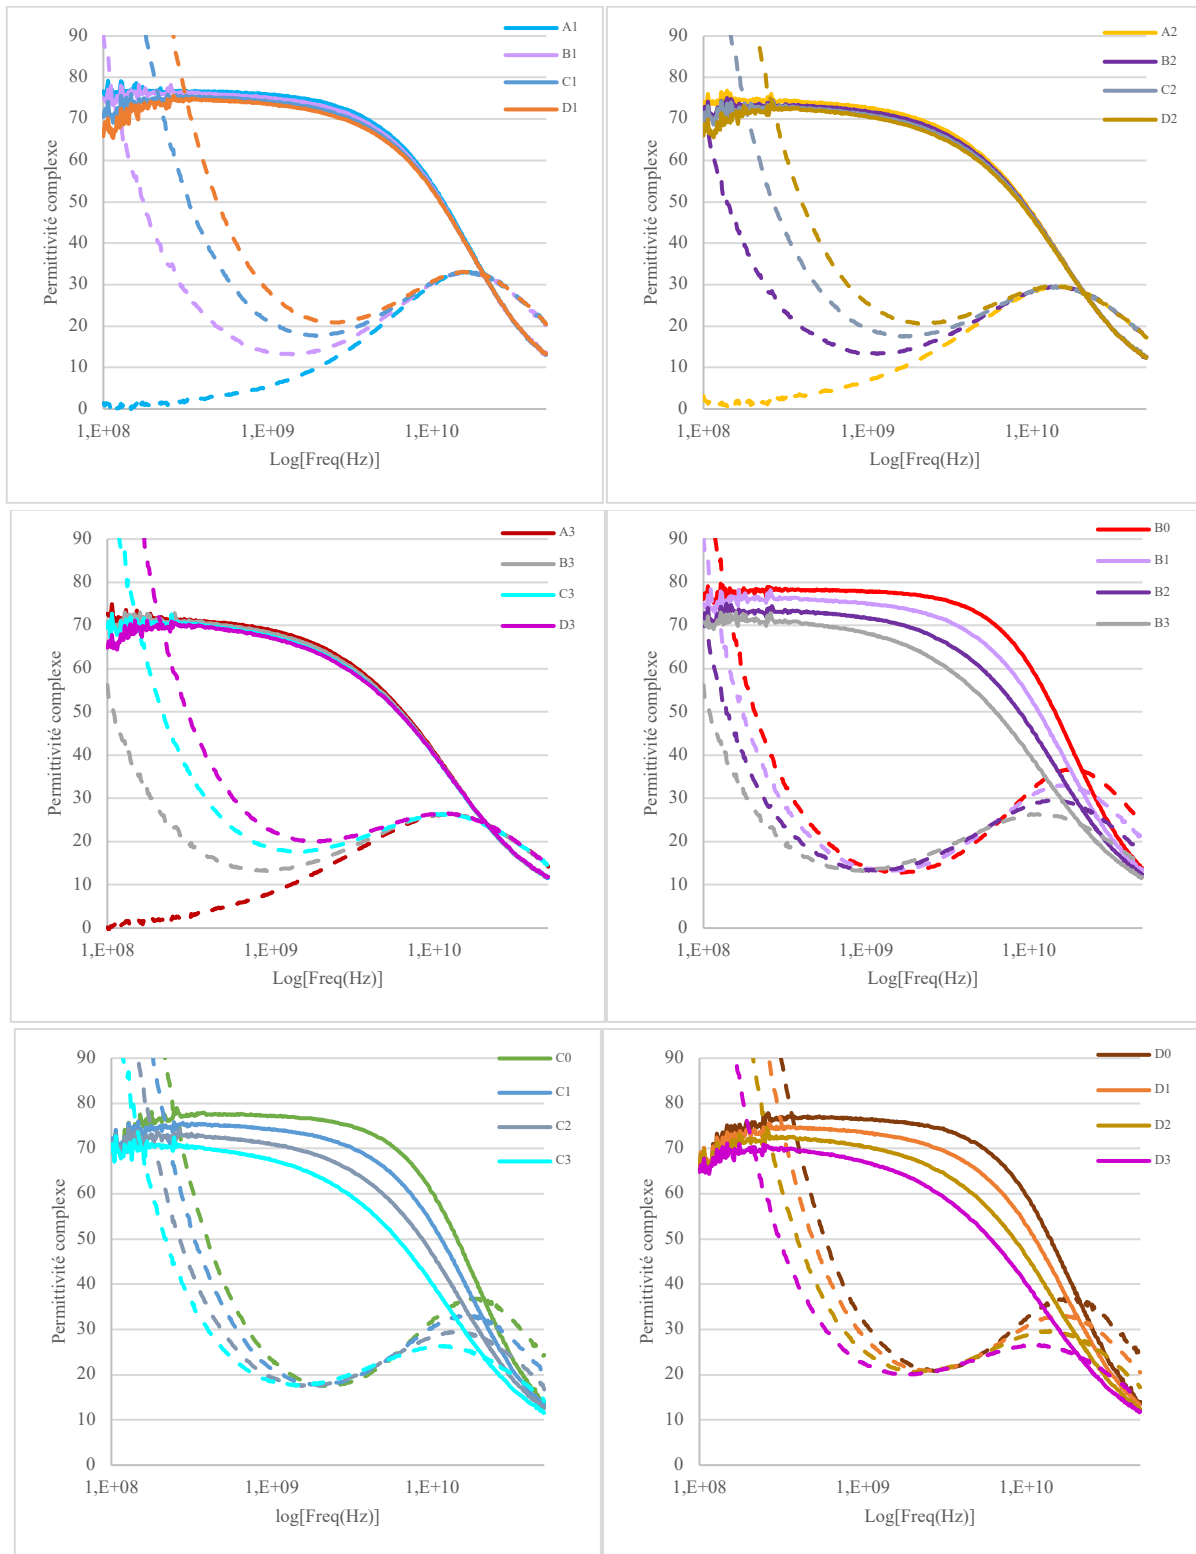 90
80
70
60
50
40
30
20
10
0
Permittivité complexe
1,E+08
1,E+09
1,E+10
Log[Freq(Hz)]
A1
B1
C1
D1
90
80
70
60
50
40
30
20
10
0
Permittivité complexe
1,E+08
1,E+09
1,E+10
Log[Freq(Hz)]
A2
B2
C2
D2
90
80
70
60
50
40
30
20
10
0
Permittivité complexe
1,E+08
1,E+09
1,E+10
Log[Freq(Hz)]
A3
B3
C3
D3
90
80
70
60
50
40
30
20
10
0
Permittivité complexe
1,E+08
1,E+09
1,E+10
Log[Freq(Hz)]
B0
B1
B2
B3
90
80
70
60
50
40
30
20
10
0
Permittivité complexe
1,E+08
1,E+09
1,E+10
log[Freq(Hz)]
C0
C1
C2
C3
90
80
70
60
50
40
30
20
10
0
Permittivité complexe
1,E+08
1,E+09
1,E+10
Log[Freq(Hz)]
D0
D1
D2
D3